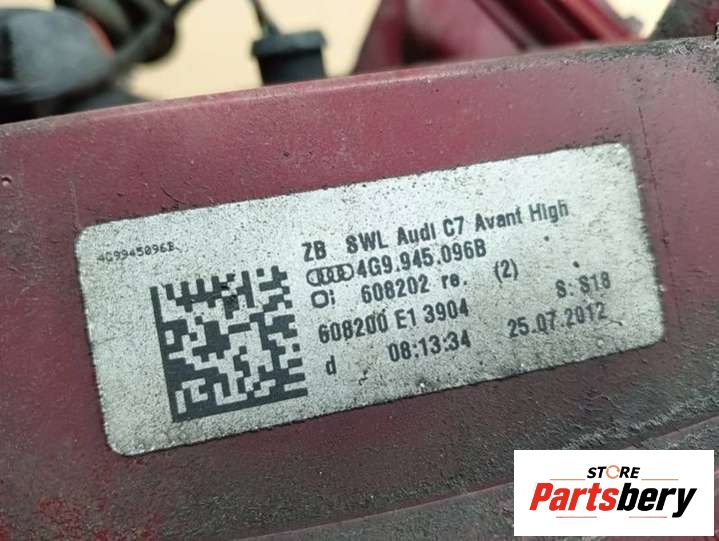 ZB SWL Audi C7 Avant High
4G9945096B
4G9.945.096B
608202 re. (2)
608200 E1 3904
S: S18
d 08:13:34 25.07.2012
STORE
Partsbery